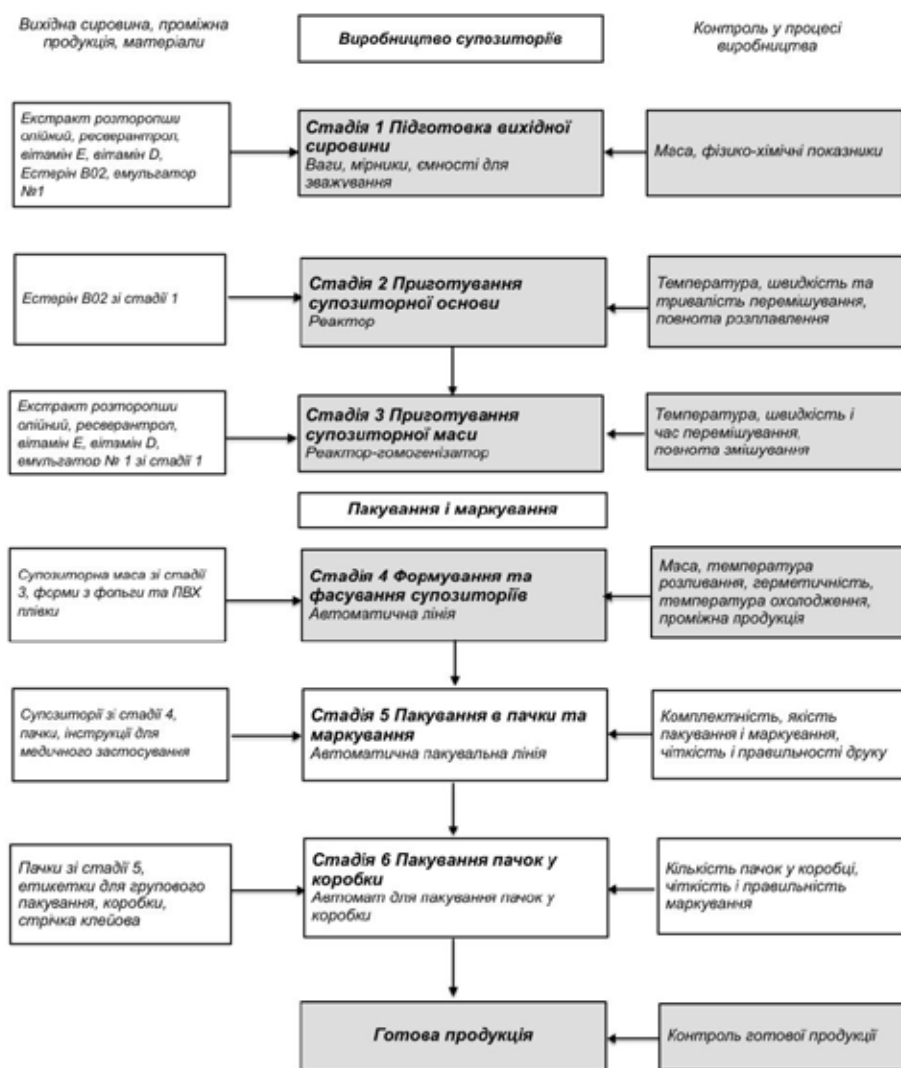 Вихідна сировина, проміжна
продукція, матеріали
Виробництво супозиторіїв
Контроль у процесі
виробництва
Екстракт розторопши
олійний, ресвератрол,
вітамін Е, вітамін D,
Естерін В02, емульгатор
№1
Стадія 1 Підготовка вихідної
сировини
Ваги, мірники, ємності для
зважування
Маса, фізико-хімічні показники
Естерін В02 зі стадії 1
Стадія 2 Приготування
супозиторної основи
Реактор
Температура, швидкість та
тривалість перемішування,
повнота розплавлення
Екстракт розторопши
олійний, ресвератрол,
вітамін Е, вітамін D,
емульгатор № 1 зі стадії 1
Стадія 3 Приготування
супозиторної маси
Реактор-гомогенізатор
Температура, швидкість і
час перемішування,
повнота змішування
Пакування і маркування
Супозиторна маса зі стадії
3, форми з фольги та ПВХ
плівки
Стадія 4 Формування та
фасування супозиторіїв
Автоматична лінія
Маса, температура
розливання, герметичність,
температура охолодження,
проміжна продукція
Супозиторії зі стадії 4,
пачки, інструкції для
медичного застосування
Стадія 5 Пакування в пачки та
маркування
Автоматична пакувальна лінія
Комплектність, якість
пакування і маркування,
чіткість і правильності друку
Пачки зі стадії 5,
етикетки для групового
пакування, коробки,
стрічка клейова
Стадія 6 Пакування пачок у
коробки
Автомат для пакування пачок у
коробки
Кількість пачок у коробці,
чіткість і правильність
маркування
Готова продукція
Контроль готової продукції